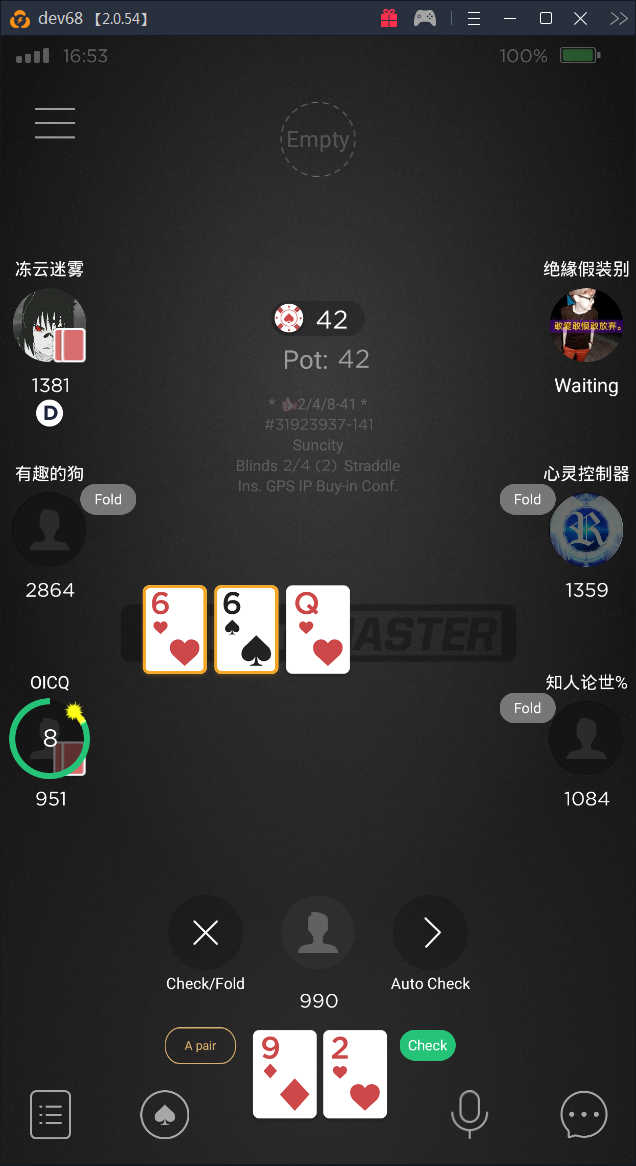 dev68 【2.0.54】
16:53
100%
Empty
冻云迷雾
绝緣假装别
敢爱敢恨敢放弃。
42
1381
Waiting
Pot: 42
D
2/4/8-41 *
#31923937-141
Suncity
Blinds 2/4 (2) Straddle
Ins. GPS IP Buy-in Conf.
有趣的狗
心灵控制器
Fold
Fold
R
2864
1359
6
6
Q
MASTER
OICQ
知人论世%
Fold
8
951
1084
Check/Fold
Auto Check
990
A pair
9
2
Check